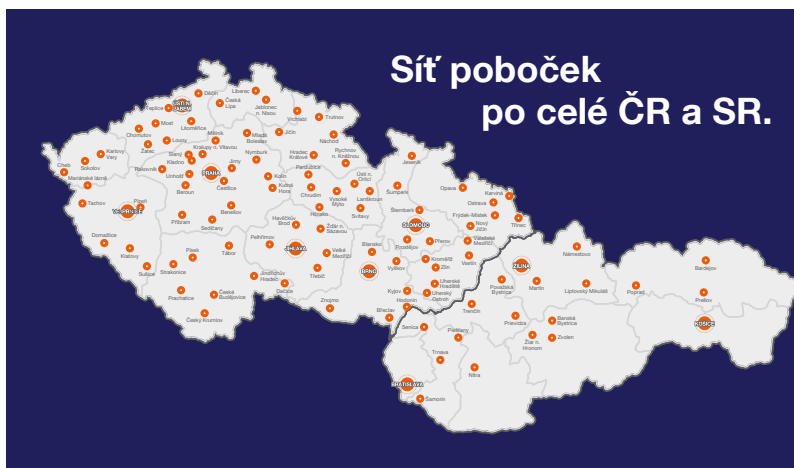 Síť poboček
po celé ČR a SR.
Děčín
Liberec
ÚSTÍ N.
LABEM
Teplice
Česká
Lípa
Jablonec
n. Nisou
Vrchlabí
Trutnov
Most
Chomutov
Litoměřice
Mělník
Mladá
Boleslav
Jičín
Náchod
Žatec
Louny
Kralupy n. Vltavou
Slaný
Nymburk
Hradec
Králové
Rychnov
n. Kněžnou
Karlovy
Vary
Cheb
Sokolov
Kladno
Jirny
Pardubice
Jeseník
Mariánské lázně
Rakovník
Unhošť
PRAHA
Kolín
Ústí n.
Orlicí
Beroun
Čestlice
Kutná
Hora
Chrudim
Vysoké
Mýto
Lanškroun
Šumperk
Opava
Karviná
Ostrava
Tachov
Plzeň
Benešov
Hlinsko
Svitavy
Šternberk
Frýdek-Místek
Příbram
Sedlčany
Havlíčkův
Brod
Žďár n.
Sázavou
OLOMOUC
Nový
Jičín
Třinec
Domažlice
Klatovy
Písek
Tábor
Pelhřimov
JIHLAVA
Velké
Meziříčí
Blansko
Prostějov
Přerov
Valašské
Meziříčí
Sušice
Strakonice
Třebíč
BRNO
Vyškov
Kroměříž
Zlín
Vsetín
ŽILINA
Námestovo
Bardejov
Jindřichův
Hradec
Dačice
Uherské
Hradiště
Považská
Bystrica
Martin
Liptovský Mikuláš
Poprad
Prachatice
České
Budějovice
Kyjov
Uherský
Ostroh
Prešov
Český Krumlov
Znojmo
Břeclav
Hodonín
Trenčín
Prievidza
Banská
Bystrica
KOŠICE
Senica
Piešťany
Žiar n.
Hronom
Zvolen
Trnava
Nitra
BRATISLAVA
Šamorín